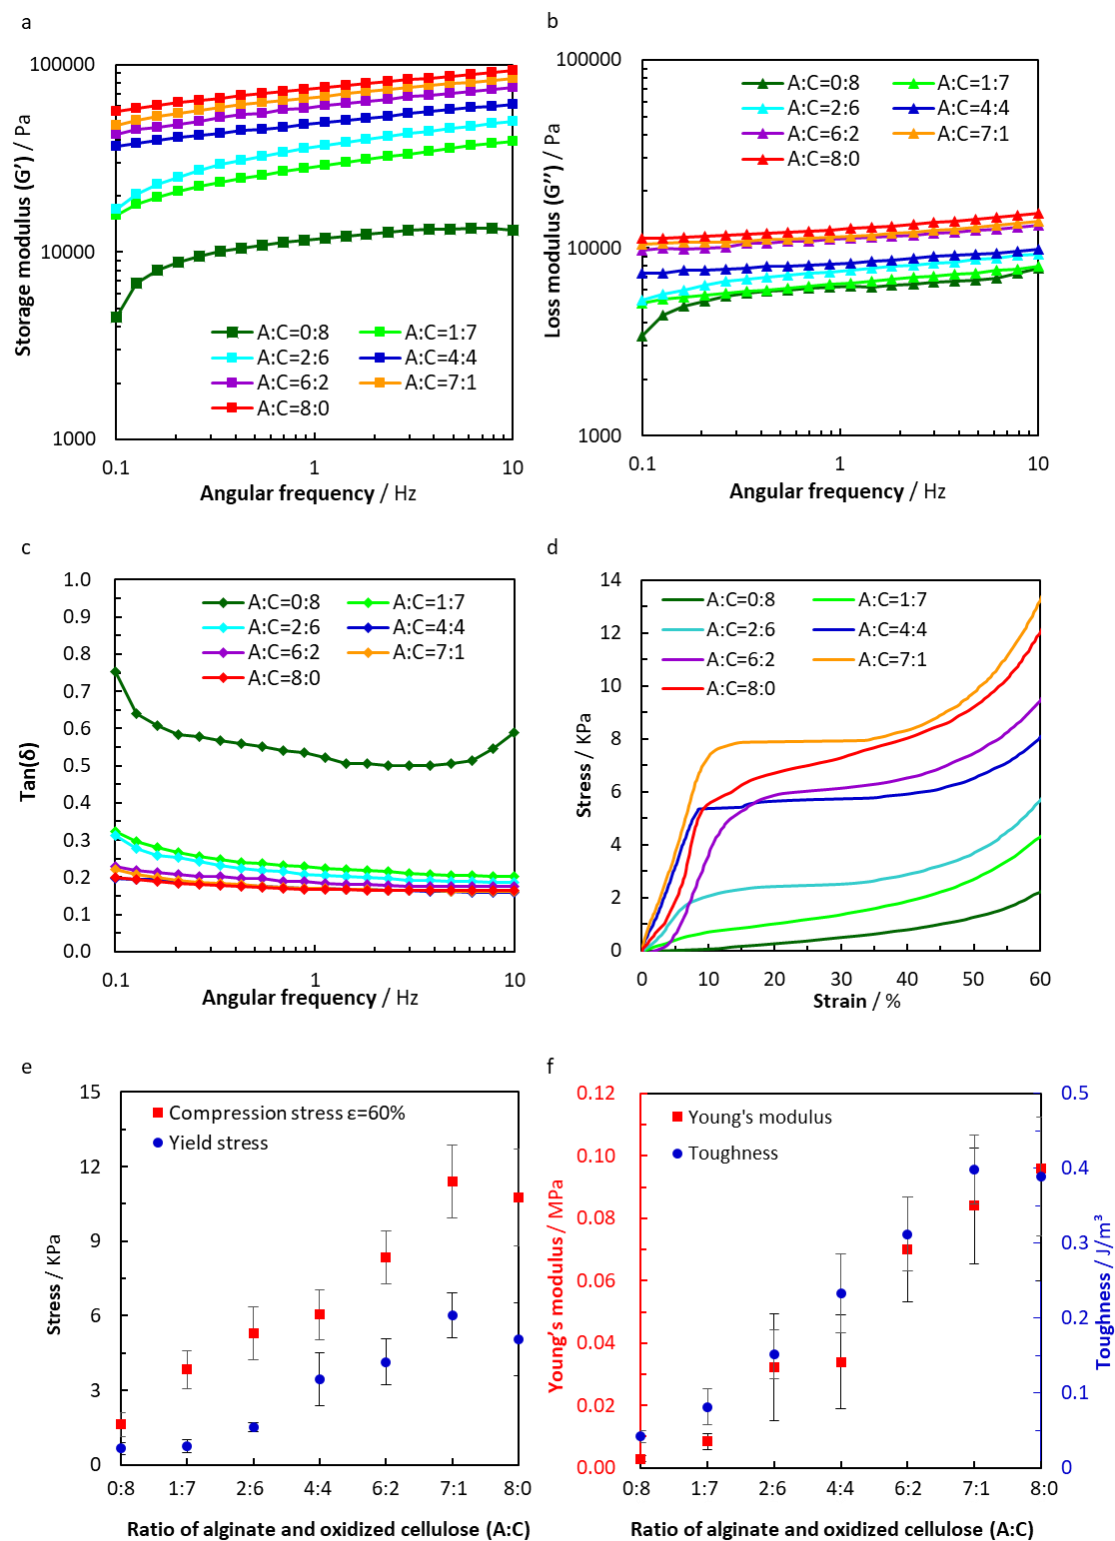 a
100000
10000
1000
Storage modulus (G') / Pa
A:C=0:8 A:C=1:7
A:C=2:6 A:C=4:4
A:C=6:2 A:C=7:1
A:C=8:0
0.1 1 10
Angular frequency / Hz
b
100000
10000
1000
Loss modulus (G'') / Pa
A:C=0:8 A:C=1:7
A:C=2:6 A:C=4:4
A:C=6:2 A:C=7:1
A:C=8:0
0.1 1 10
Angular frequency / Hz
c
1.0
0.9
0.8
0.7
0.6
0.5
0.4
0.3
0.2
0.1
0.0
Tan(δ)
A:C=0:8 A:C=1:7
A:C=2:6 A:C=4:4
A:C=6:2 A:C=7:1
A:C=8:0
0.1 1 10
Angular frequency / Hz
d
14
12
10
8
6
4
2
0
Stress / KPa
A:C=0:8 A:C=1:7
A:C=2:6 A:C=4:4
A:C=6:2 A:C=7:1
A:C=8:0
0 10 20 30 40 50 60
Strain / %
e
15
12
9
6
3
0
Stress / KPa
Compression stress ε=60%
Yield stress
0:8 1:7 2:6 4:4 6:2 7:1 8:0
Ratio of alginate and oxidized cellulose (A:C)
f
0.12
0.10
0.08
0.06
0.04
0.02
0.00
Young's modulus / MPa
Young's modulus
Toughness
0.5
0.4
0.3
0.2
0.1
0
Toughness / J/m³
0:8 1:7 2:6 4:4 6:2 7:1 8:0
Ratio of alginate and oxidized cellulose (A:C)